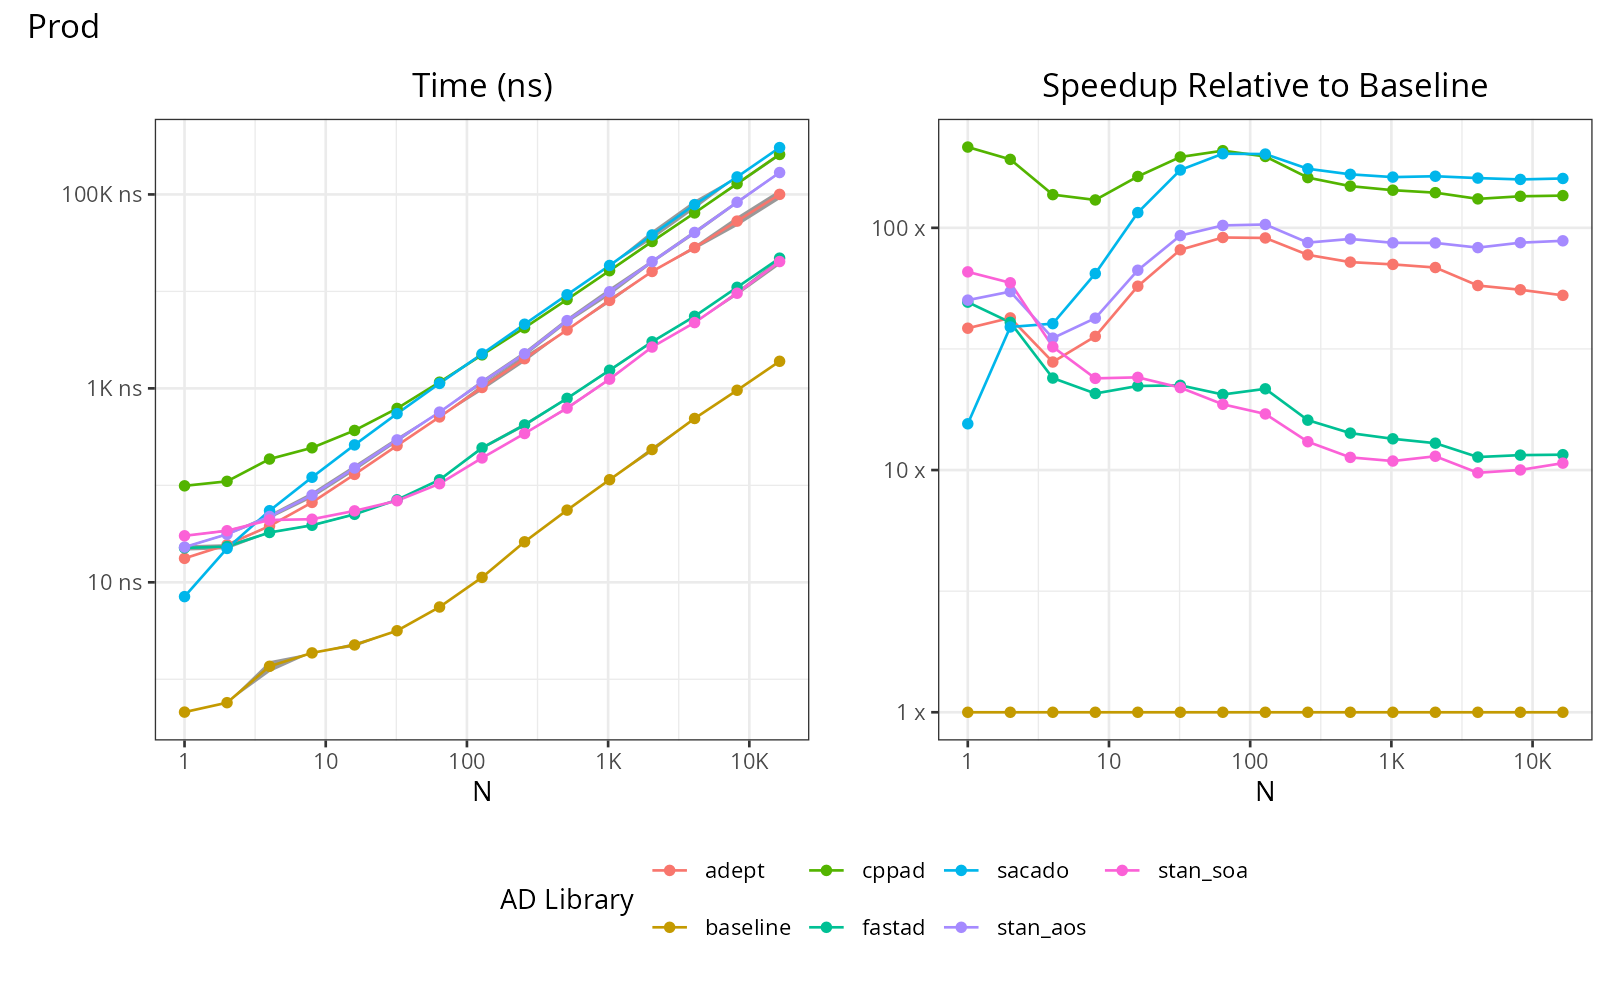 Prod
Time (ns)
100K ns
1K ns
10 ns
1 10 100 1K 10K
N
Speedup Relative to Baseline
100 x
10 x
1 x
1 10 100 1K 10K
N
AD Library
adept cppad sacado stan_soa
baseline fastad stan_aos